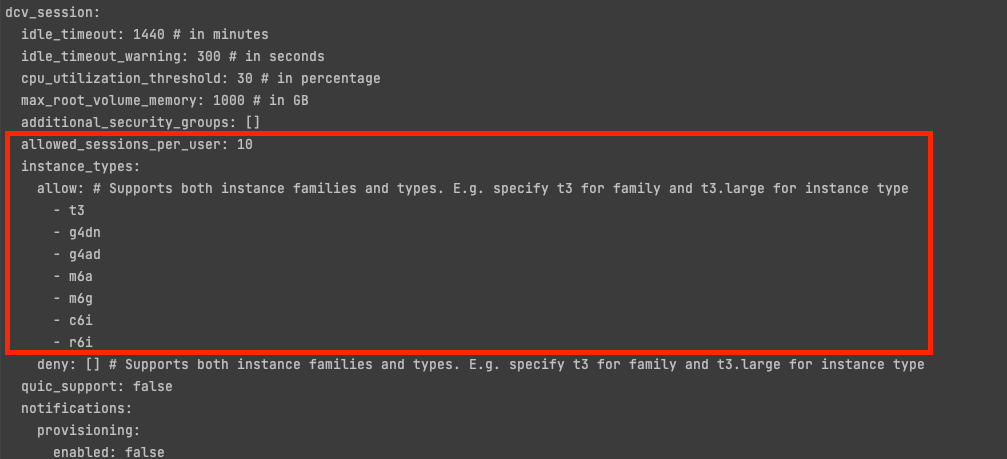 dcv_session:
  idle_timeout: 1440 # in minutes
  idle_timeout_warning: 300 # in seconds
  cpu_utilization_threshold: 30 # in percentage
  max_root_volume_memory: 1000 # in GB
  additional_security_groups: []
  allowed_sessions_per_user: 10
  instance_types:
    allow: # Supports both instance families and types. E.g. specify t3 for family and t3.large for instance type
      - t3
      - g4dn
      - g4ad
      - m6a
      - m6g
      - c6i
      - r6i
    deny: [] # Supports both instance families and types. E.g. specify t3 for family and t3.large for instance type
  quic_support: false
  notifications:
    provisioning:
      enabled: false